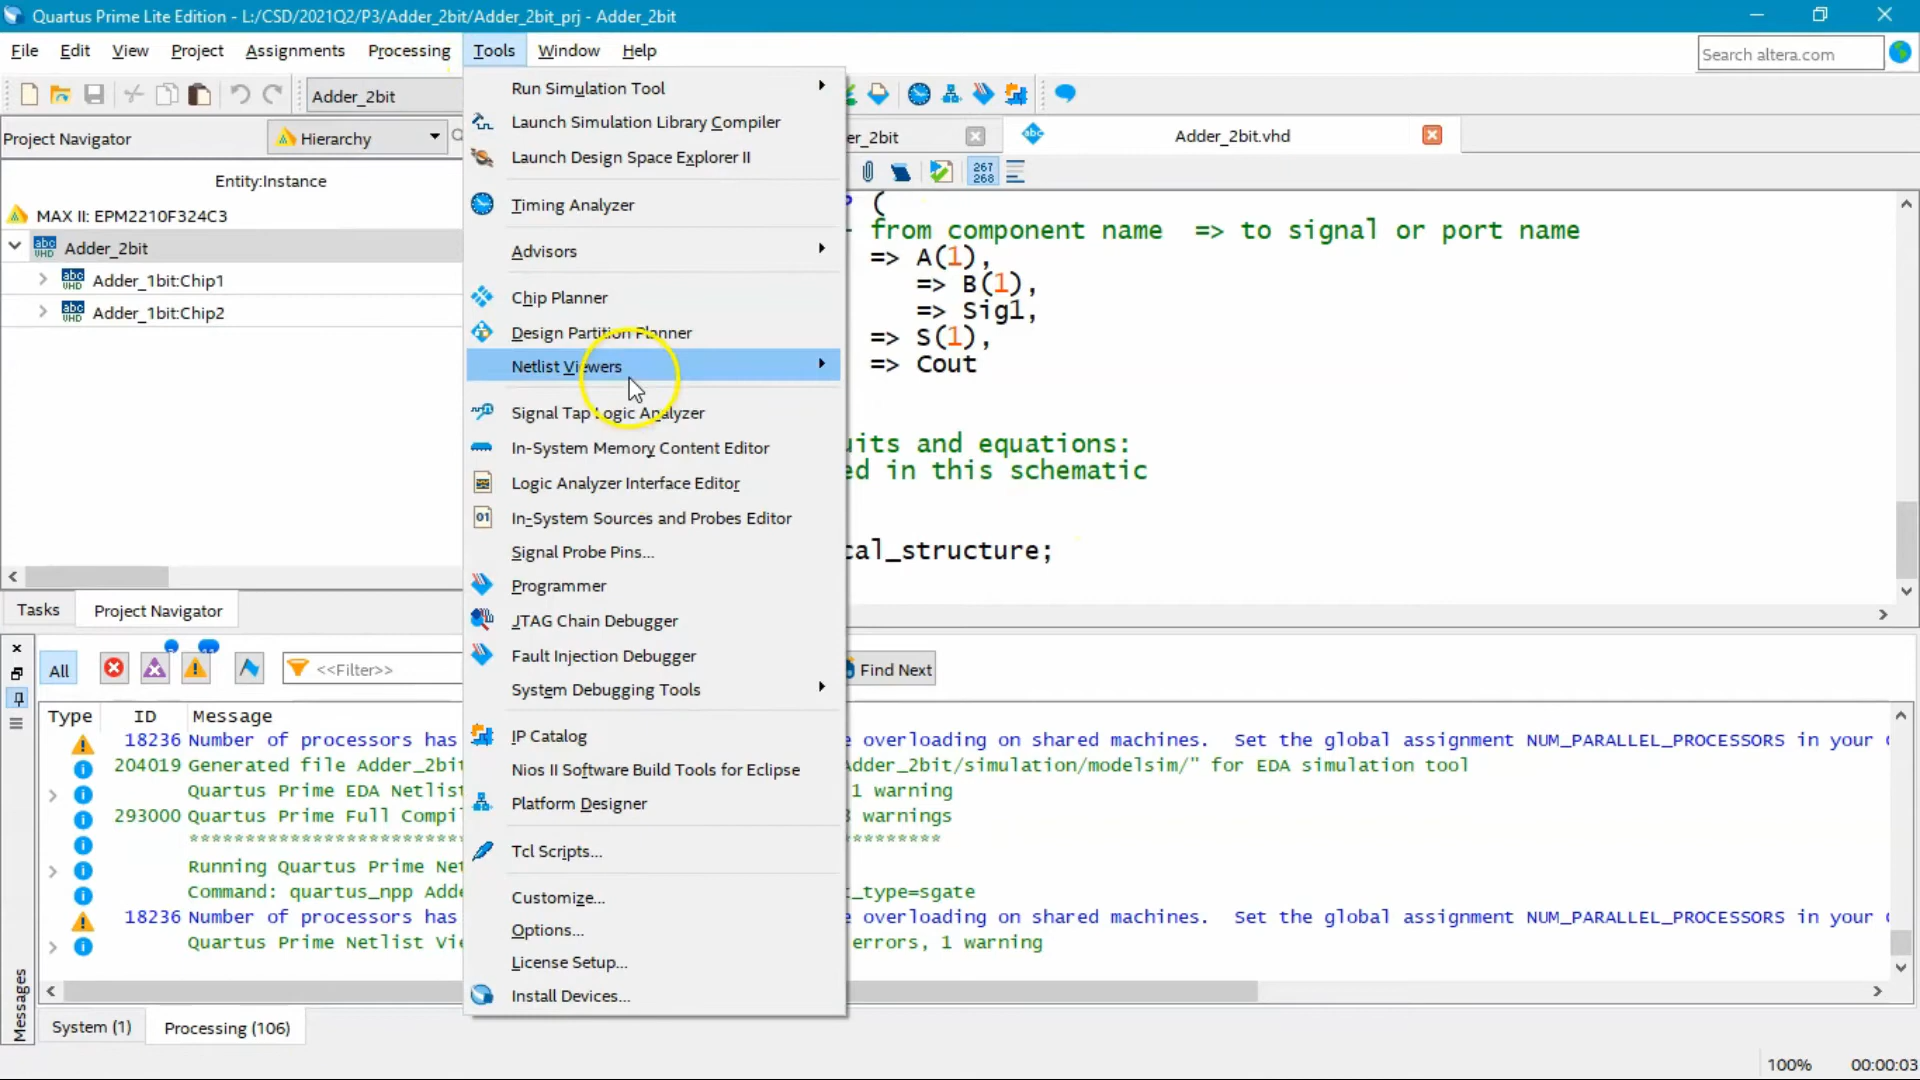 Quartus Prime Lite Edition - L:/CSD/2021Q2/P3/Adder_2bit/Adder_2bit_prj - Adder_2bit
File Edit View Project Assignments Processing Tools Window Help
Search altera.com
Adder_2bit
Project Navigator
Hierarchy
Entity:Instance
MAX II: EPM2210F324C3
Adder_2bit
Adder_1bit:Chip1
Adder_1bit:Chip2
Tasks
Project Navigator
Run Simulation Tool
Launch Simulation Library Compiler
Launch Design Space Explorer II
Timing Analyzer
Advisors
Chip Planner
Design Partition Planner
Netlist Viewers
Signal Tap Logic Analyzer
In-System Memory Content Editor
Logic Analyzer Interface Editor
In-System Sources and Probes Editor
Signal Probe Pins...
Programmer
JTAG Chain Debugger
Fault Injection Debugger
System Debugging Tools
IP Catalog
Nios II Software Build Tools for Eclipse
Platform Designer
Tcl Scripts...
Customize...
Options...
License Setup...
Install Devices...
er_2bit
Adder_2bit.vhd
267
268
(
from component name => to signal or port name
=> A(1),
=> B(1),
=> Sig1,
=> S(1),
=> Cout
uits and equations:
ed in this schematic
cal_structure;
All
<<Filter>>
Find Next
Type ID Message
18236 Number of processors has e overloading on shared machines. Set the global assignment NUM_PARALLEL_PROCESSORS in your
204019 Generated file Adder_2bit Adder_2bit/simulation/modelsim/" for EDA simulation tool
Quartus Prime EDA Netlist 1 warning
293000 Quartus Prime Full Compi 3 warnings
Running Quartus Prime Net
Command: quartus_npp Adde t_type=sgate
18236 Number of processors has e overloading on shared machines. Set the global assignment NUM_PARALLEL_PROCESSORS in your
Quartus Prime Netlist Vie errors, 1 warning
Messages
System (1)
Processing (106)
100% 00:00:03